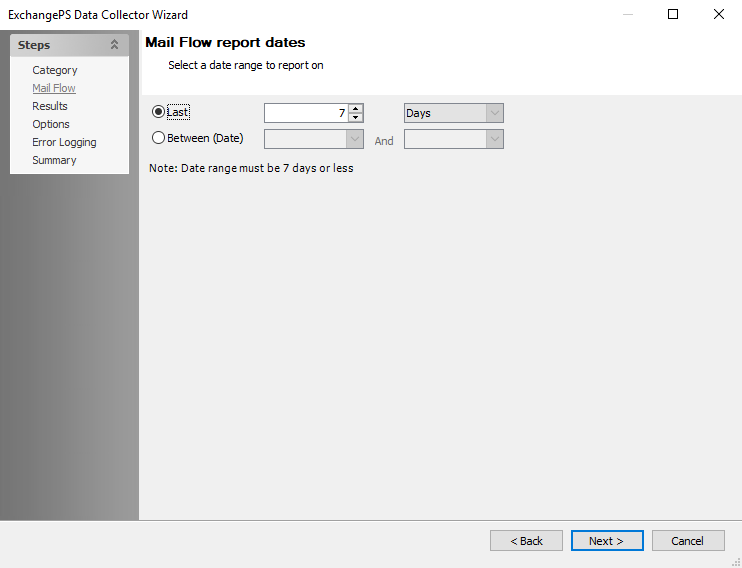 ExchangePS Data Collector Wizard
Steps
Category
Mail Flow
Results
Options
Error Logging
Summary
Mail Flow report dates
Select a date range to report on
Last 7 Days
Between (Date) And
Note: Date range must be 7 days or less
< Back Next > Cancel